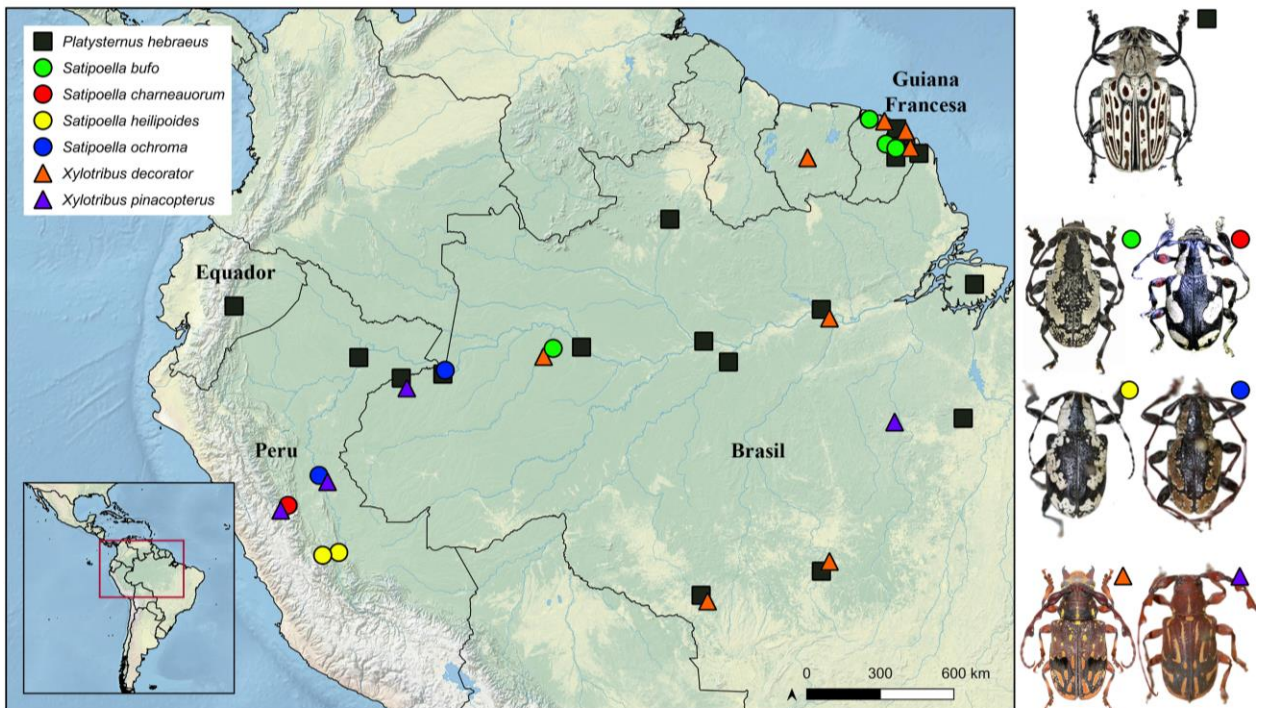 Platysternus hebraeus
Satipoella bufo
Satipoella charneauorum
Satipoella heilipoides
Satipoella ochroma
Xylotribus decorator
Xylotribus pinacopterus
Guiana
Francesa
Equador
Peru
Brasil
0 300 600 km